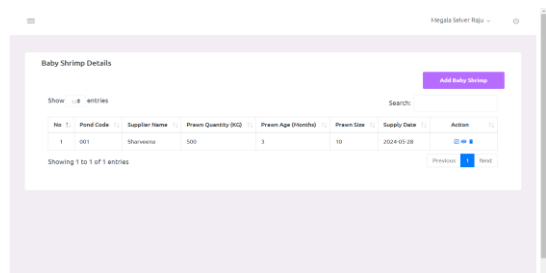 Megala Selver Raju
Baby Shrimp Details
Add Baby Shrimp
Show entries
Search:
No Pond Code Supplier Name Prawn Quantity (KG) Prawn Age (Months) Prawn Size Supply Date Action
1 001 Sharveena 500 3 10 2024-05-28
Showing 1 to 1 of 1 entries
Previous 1 Next